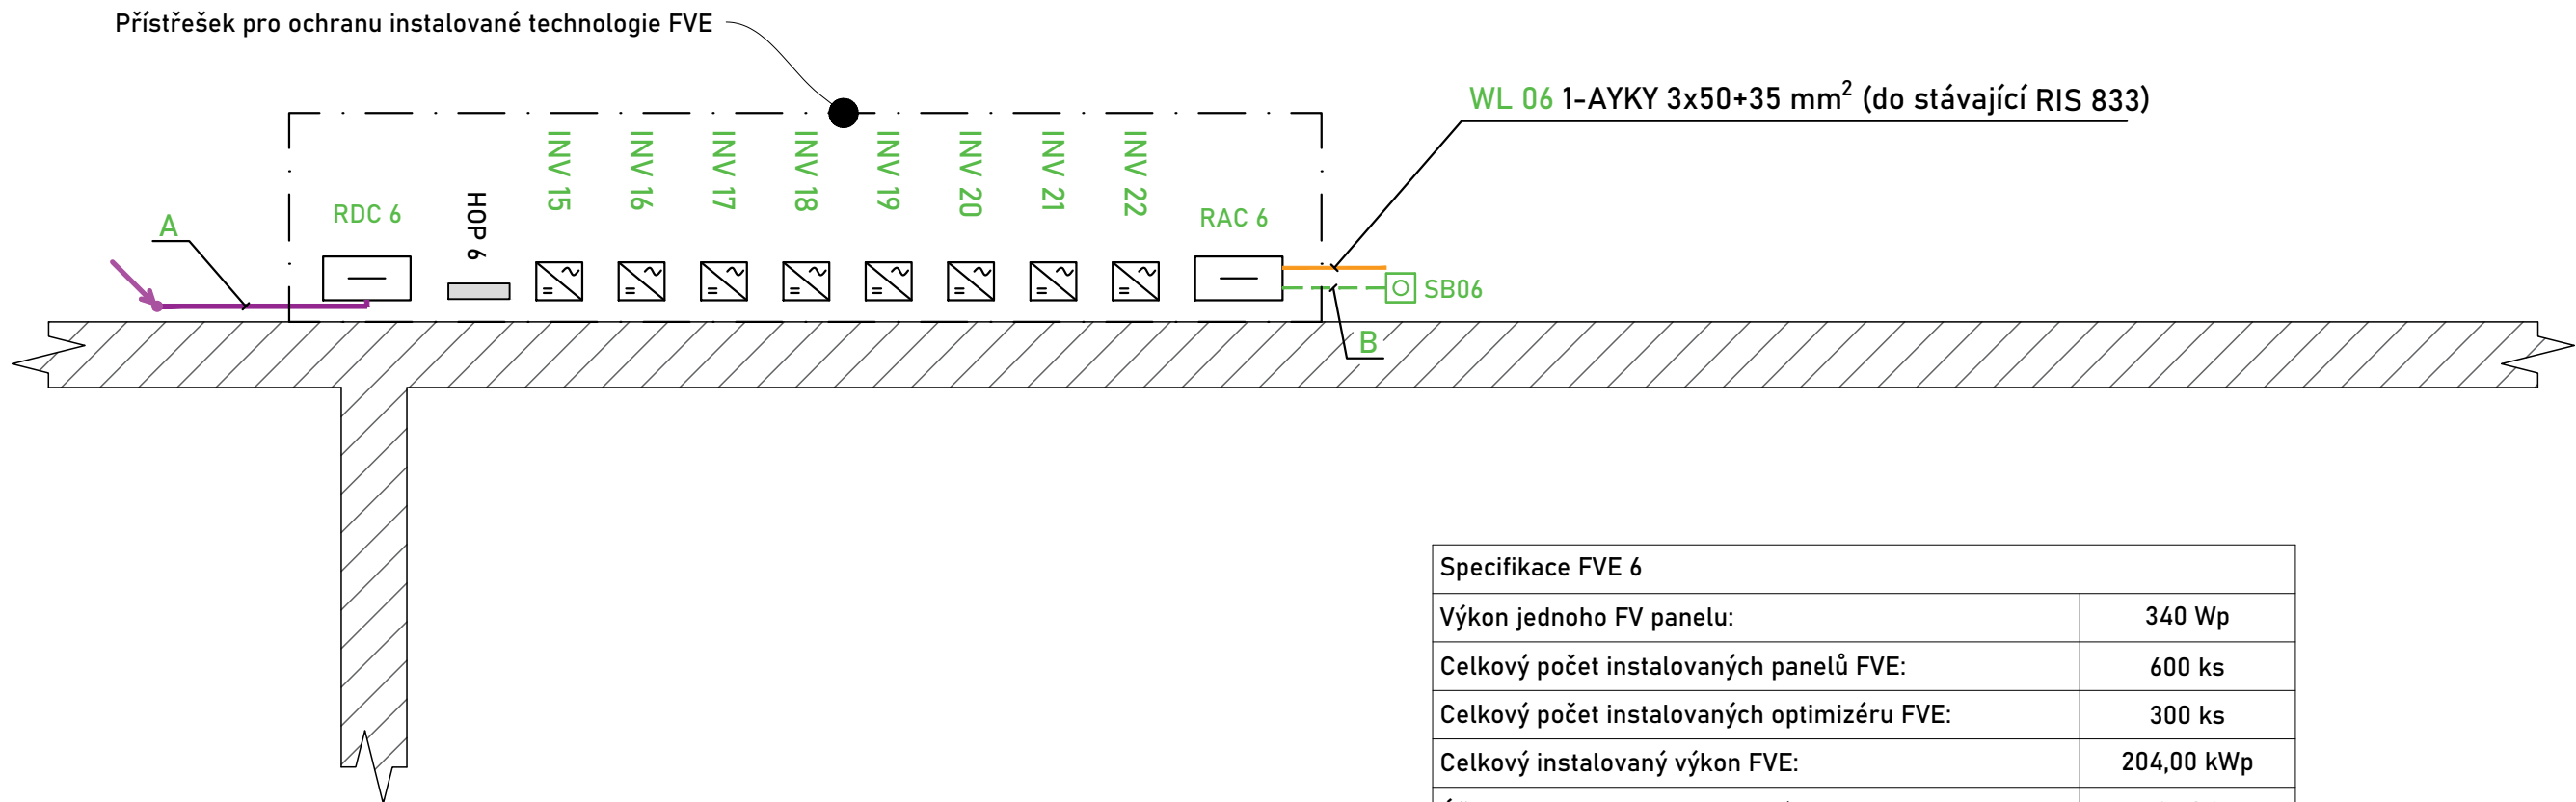 Přístřešek pro ochranu instalované technologie FVE
WL 06 1-AYKY 3x50+35 mm² (do stávající RIS 833)
INV 15
INV 16
INV 17
INV 18
INV 19
INV 20
INV 21
INV 22
HOP 6
RDC 6
RAC 6
A
SB06
B
Specifikace FVE 6
Výkon jednoho FV panelu: 340 Wp
Celkový počet instalovaných panelů FVE: 600 ks
Celkový počet instalovaných optimizéru FVE: 300 ks
Celkový instalovaný výkon FVE: 204,00 kWp